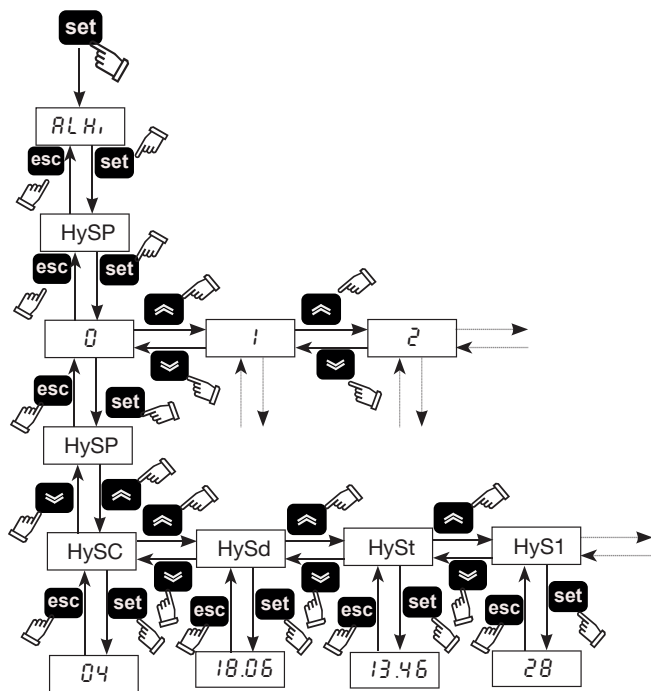 set
ALHi
esc set
HySP
esc set
0 1 2
esc set
HySP
HySC HySd HySt HyS1
esc set esc set esc set esc set
04 18.06 13.46 28